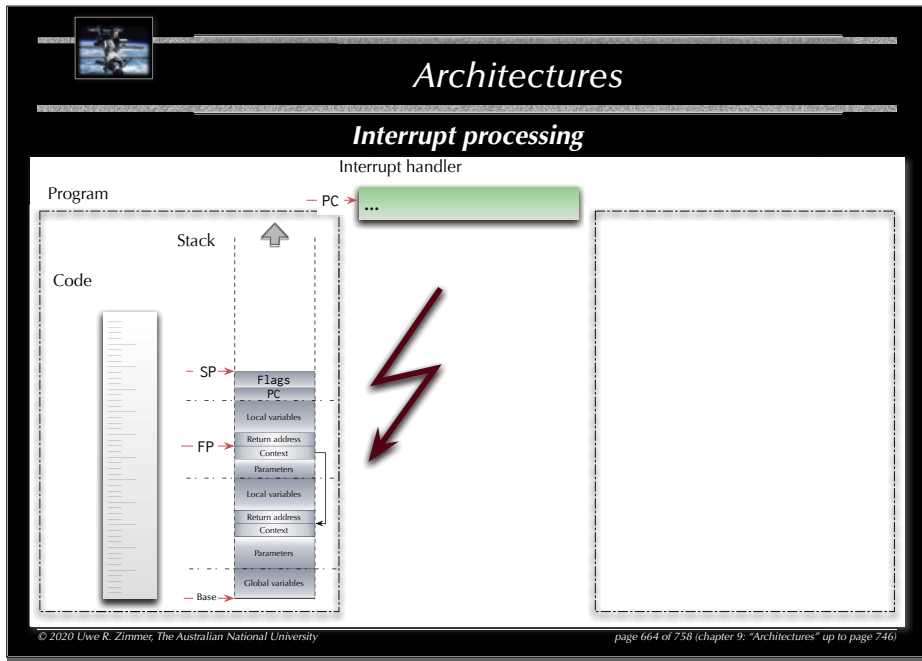 Architectures
Interrupt processing
Interrupt handler
Program
PC
...
Stack
Code
SP
Flags
PC
Local variables
Return address
FP
Context
Parameters
Local variables
Return address
Context
Parameters
Global variables
Base
© 2020 Uwe R. Zimmer, The Australian National University
page 664 of 758 (chapter 9: “Architectures” up to page 746)